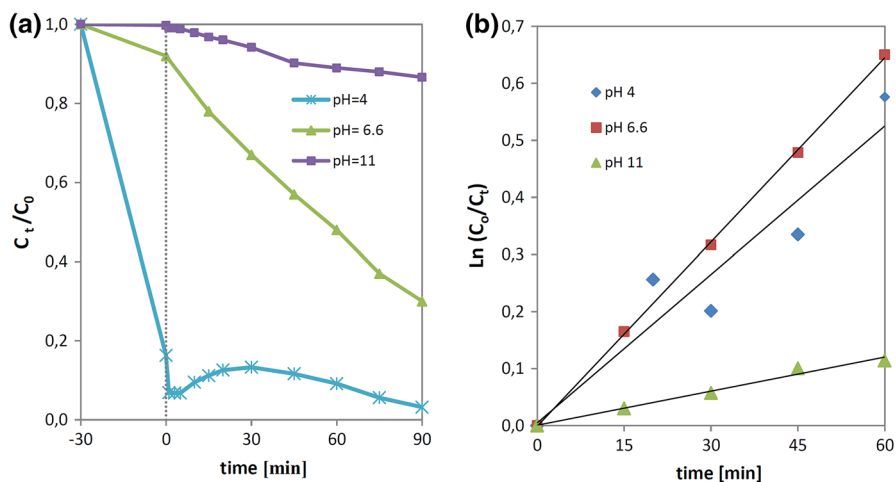 (a)
1,0
0,8
0,6
0,4
0,2
0,0
C t /C0
-30 0 30 60 90
time [min]
pH=4
pH= 6.6
pH=11
(b)
0,7
0,6
0,5
0,4
0,3
0,2
0,1
0,0
Ln (Co/Ct)
0 15 30 45 60
time [min]
pH 4
pH 6.6
pH 11